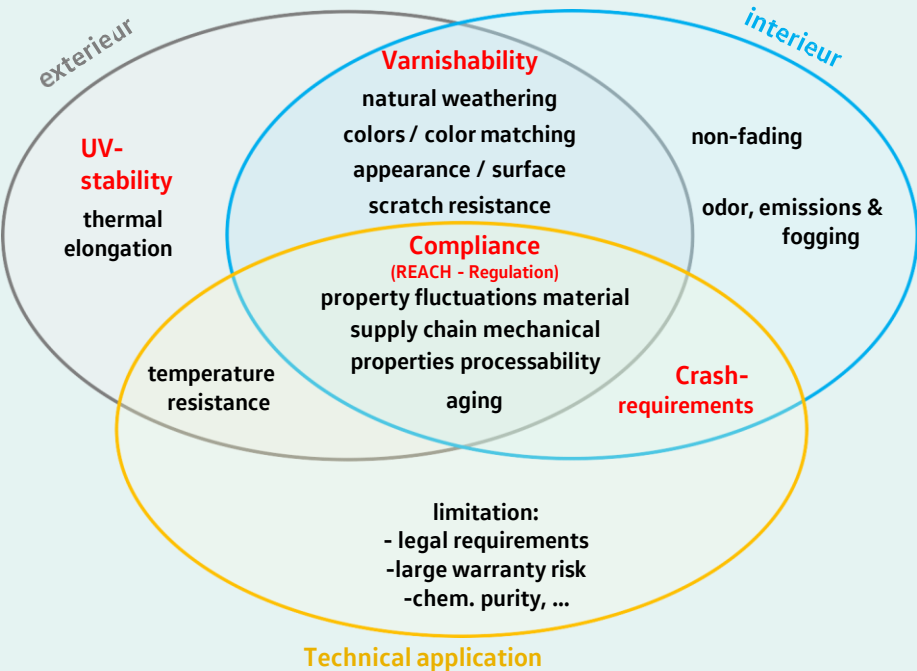 exterieur
interieur
Varnishability
natural weathering
colors / color matching
appearance / surface
scratch resistance
UV-
stability
thermal
elongation
non-fading
odor, emissions &
fogging
Compliance
(REACH - Regulation)
property fluctuations material
supply chain mechanical
properties processability
aging
temperature
resistance
Crash-
requirements
limitation:
- legal requirements
-large warranty risk
-chem. purity, ...
Technical application